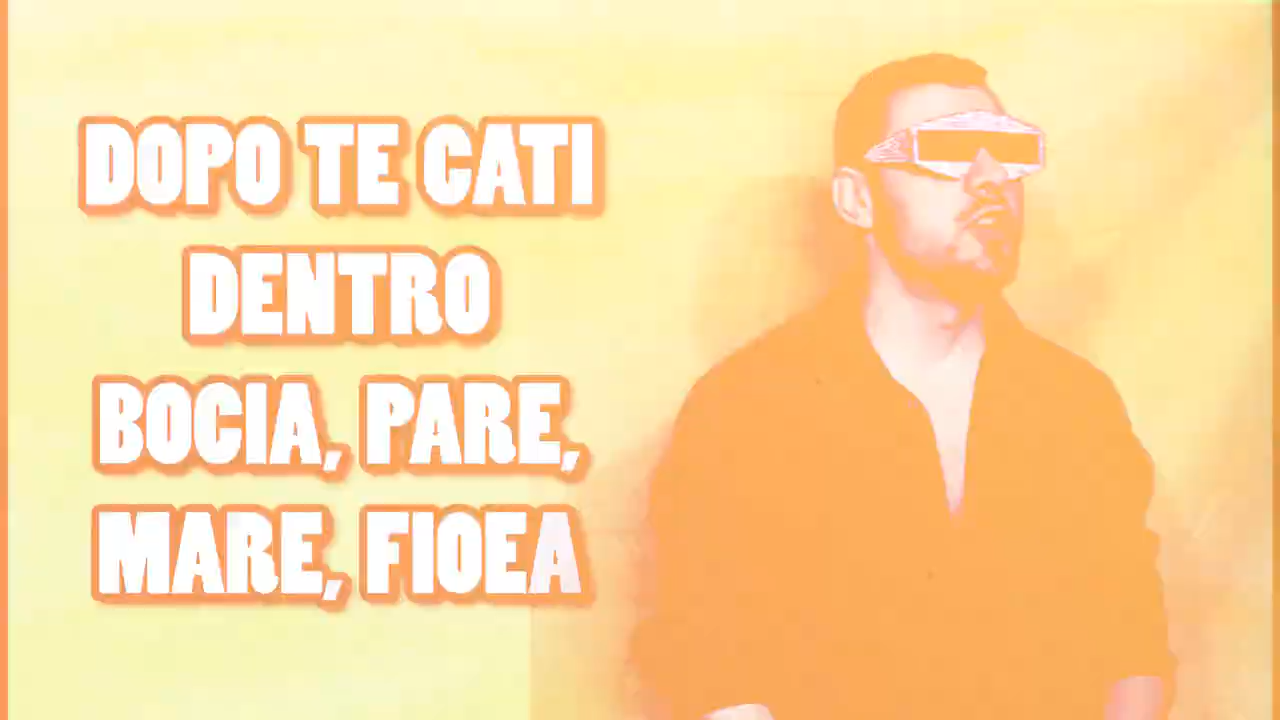 DOPO TE CATI
DENTRO
BOCIA, PARE,
MARE, FIOEA